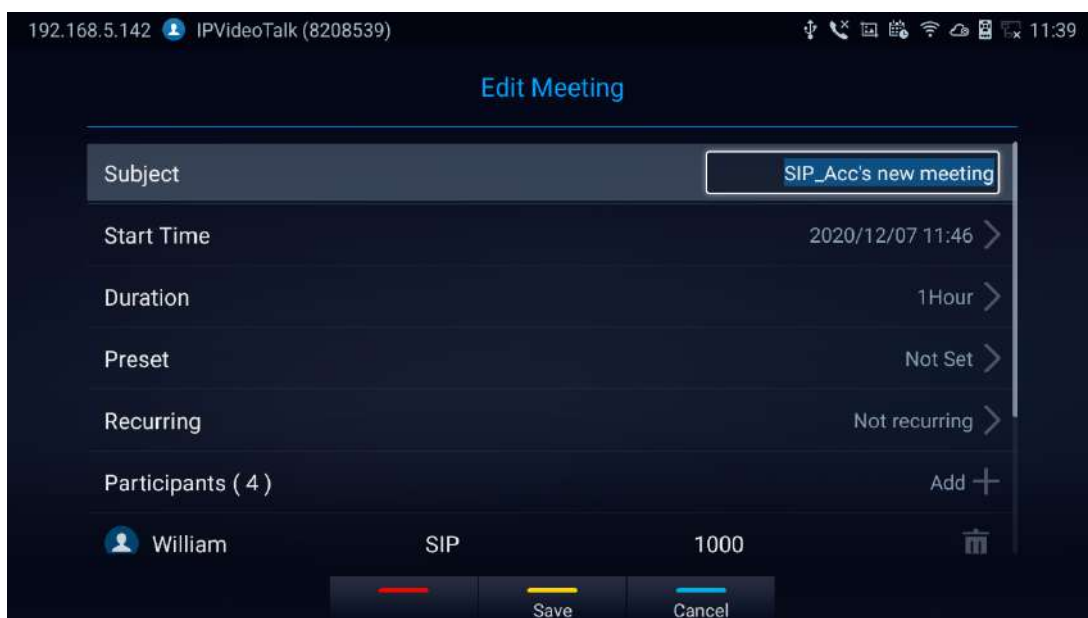 192.168.5.142 IPVideoTalk (8208539) 11:39
Edit Meeting
Subject SIP_Acc's new meeting
Start Time 2020/12/07 11:46
Duration 1Hour
Preset Not Set
Recurring Not recurring
Participants ( 4 ) Add
William SIP 1000
Save Cancel